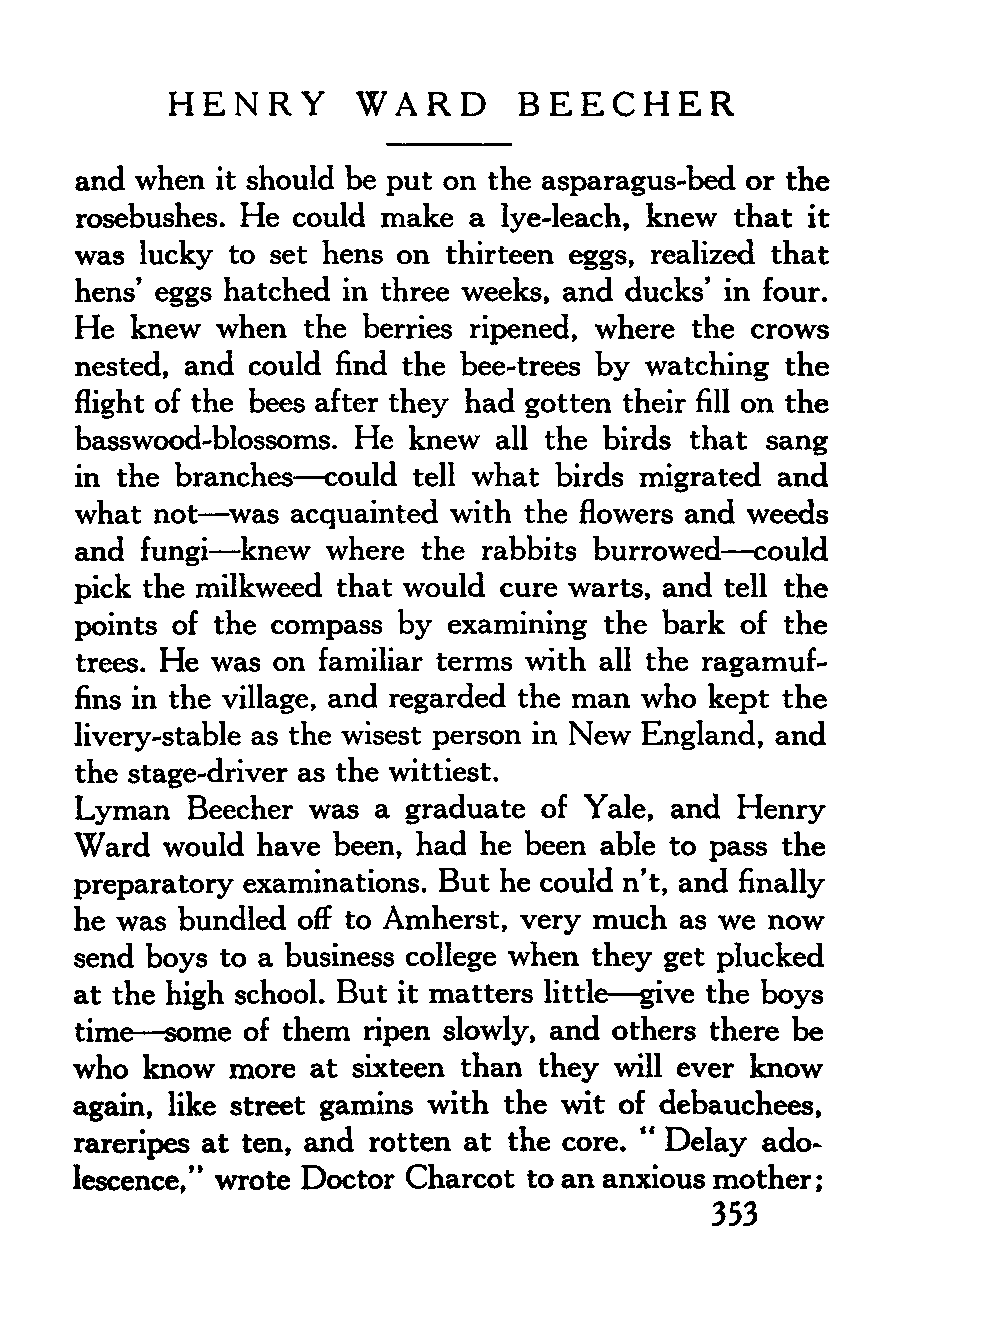 HENRY WARD BEECHER
and when it should be put on the asparagus-bed or the
rosebushes. He could make a lye-leach, knew that it
was lucky to set hens on thirteen eggs, realized that
hens' eggs hatched in three weeks, and ducks' in four.
He knew when the berries ripened, where the crows
nested, and could find the bee-trees by watching the
flight of the bees after they had gotten their fill on the
basswood-blossoms. He knew all the birds that sang
in the branches—could tell what birds migrated and
what not—was acquainted with the flowers and weeds
and fungi—knew where the rabbits burrowed—could
pick the milkweed that would cure warts, and tell the
points of the compass by examining the bark of the
trees. He was on familiar terms with all the ragamuf-
fins in the village, and regarded the man who kept the
livery-stable as the wisest person in New England, and
the stage-driver as the wittiest.
Lyman Beecher was a graduate of Yale, and Henry
Ward would have been, had he been able to pass the
preparatory examinations. But he could n't, and finally
he was bundled off to Amherst, very much as we now
send boys to a business college when they get plucked
at the high school. But it matters little—give the boys
time—some of them ripen slowly, and others there be
who know more at sixteen than they will ever know
again, like street gamins with the wit of debauchees,
rareripes at ten, and rotten at the core. "Delay ado-
lescence," wrote Doctor Charcot to an anxious mother;
353